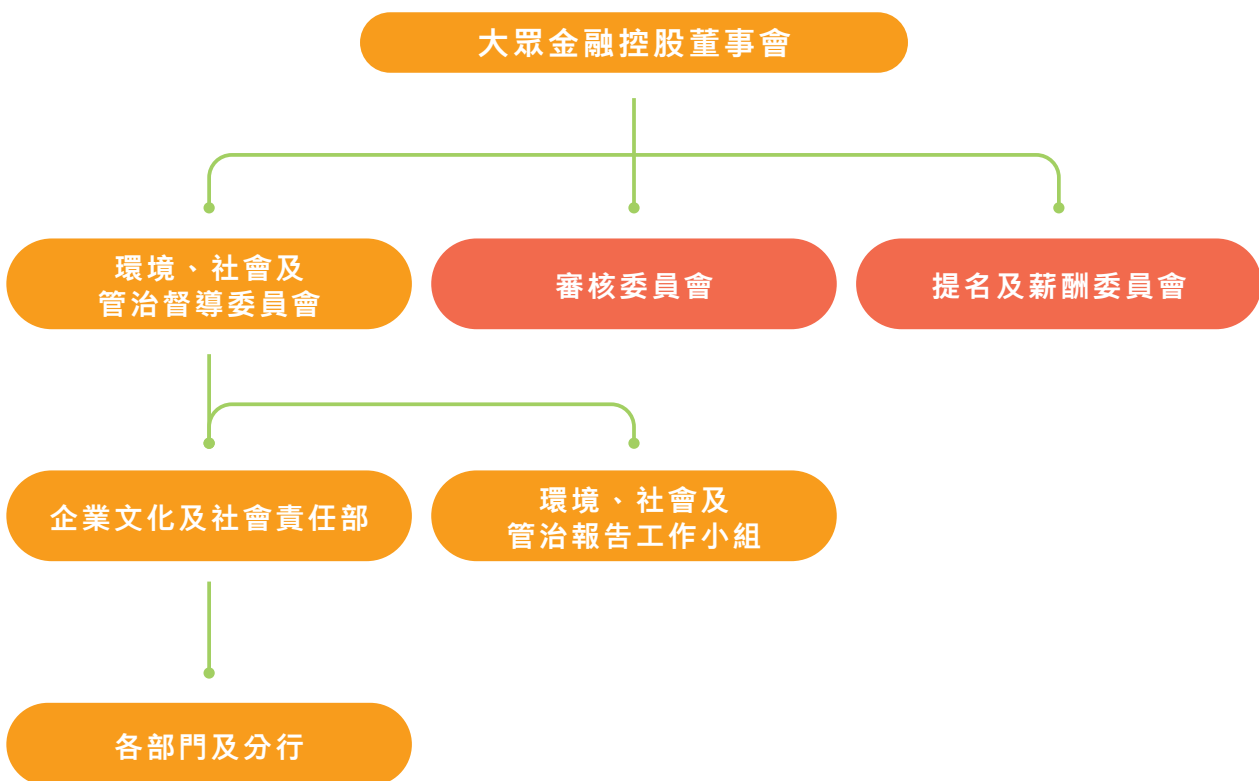 大眾金融控股董事會
環境、社會及
管治督導委員會
審核委員會
提名及薪酬委員會
企業文化及社會責任部
環境、社會及
管治報告工作小組
各部門及分行